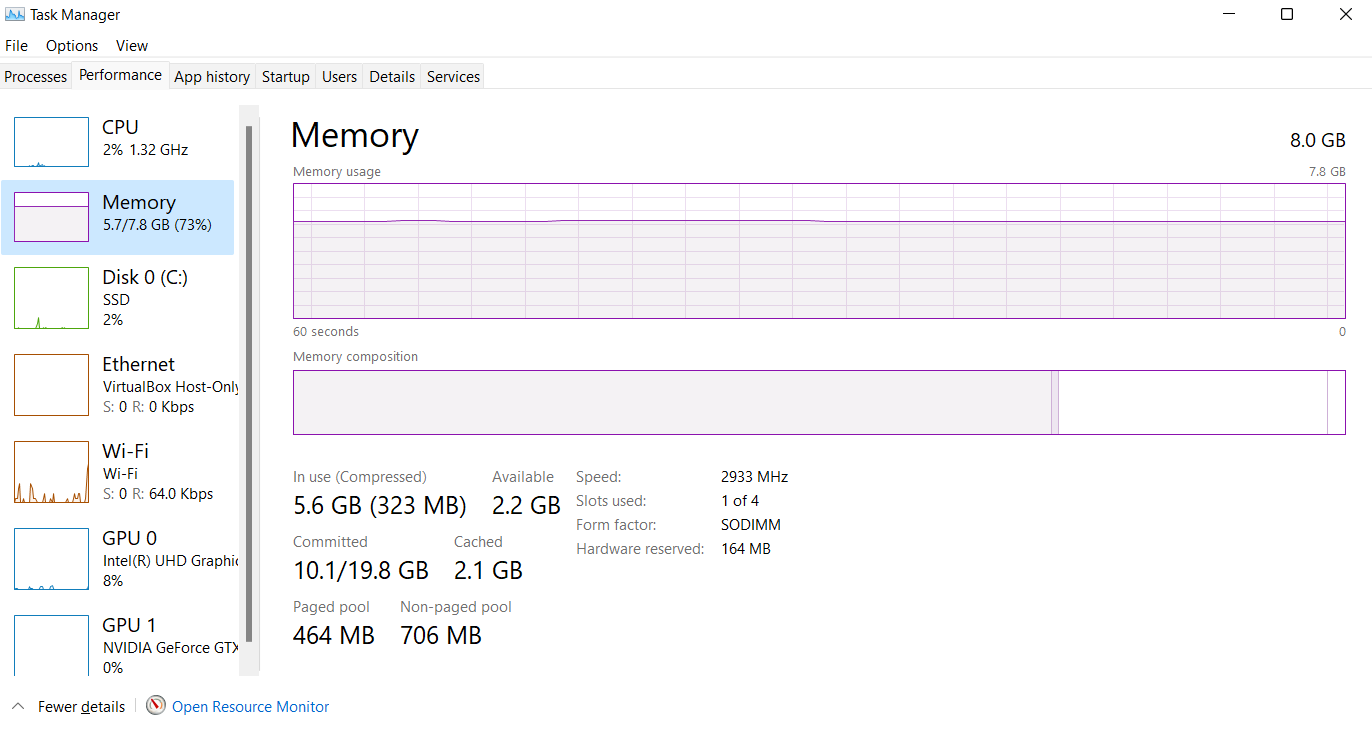 Task Manager
File Options View
Processes Performance App history Startup Users Details Services
CPU
2% 1.32 GHz
Memory
5.7/7.8 GB (73%)
Disk 0 (C:)
SSD
2%
Ethernet
VirtualBox Host-Only
S: 0 R: 0 Kbps
Wi-Fi
Wi-Fi
S: 0 R: 64.0 Kbps
GPU 0
Intel(R) UHD Graphic
8%
GPU 1
NVIDIA GeForce GTX
0%
Memory 8.0 GB
Memory usage 7.8 GB
60 seconds 0
Memory composition
In use (Compressed) Available
5.6 GB (323 MB) 2.2 GB
Committed Cached
10.1/19.8 GB 2.1 GB
Paged pool Non-paged pool
464 MB 706 MB
Speed: 2933 MHz
Slots used: 1 of 4
Form factor: SODIMM
Hardware reserved: 164 MB
Fewer details Open Resource Monitor